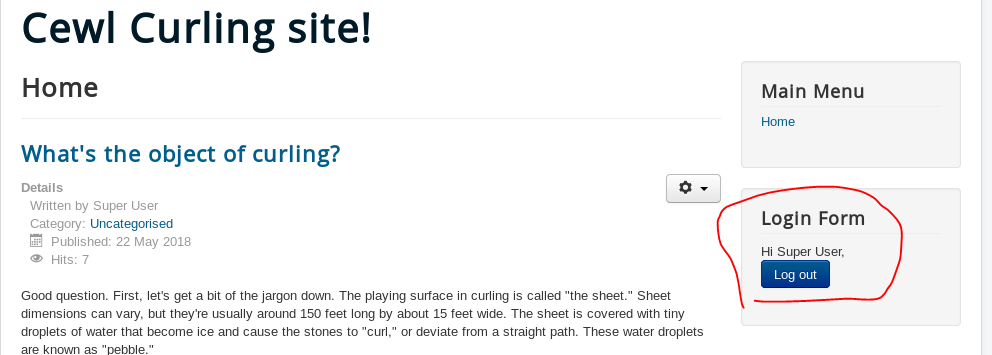 Cewl Curling site!
Home
What's the object of curling?
Details
Written by Super User
Category: Uncategorised
Published: 22 May 2018
Hits: 7
Good question. First, let's get a bit of the jargon down. The playing surface in curling is called "the sheet." Sheet
dimensions can vary, but they're usually around 150 feet long by about 15 feet wide. The sheet is covered with tiny
droplets of water that become ice and cause the stones to "curl," or deviate from a straight path. These water droplets
are known as "pebble."
Main Menu
Home
Login Form
Hi Super User,
Log out